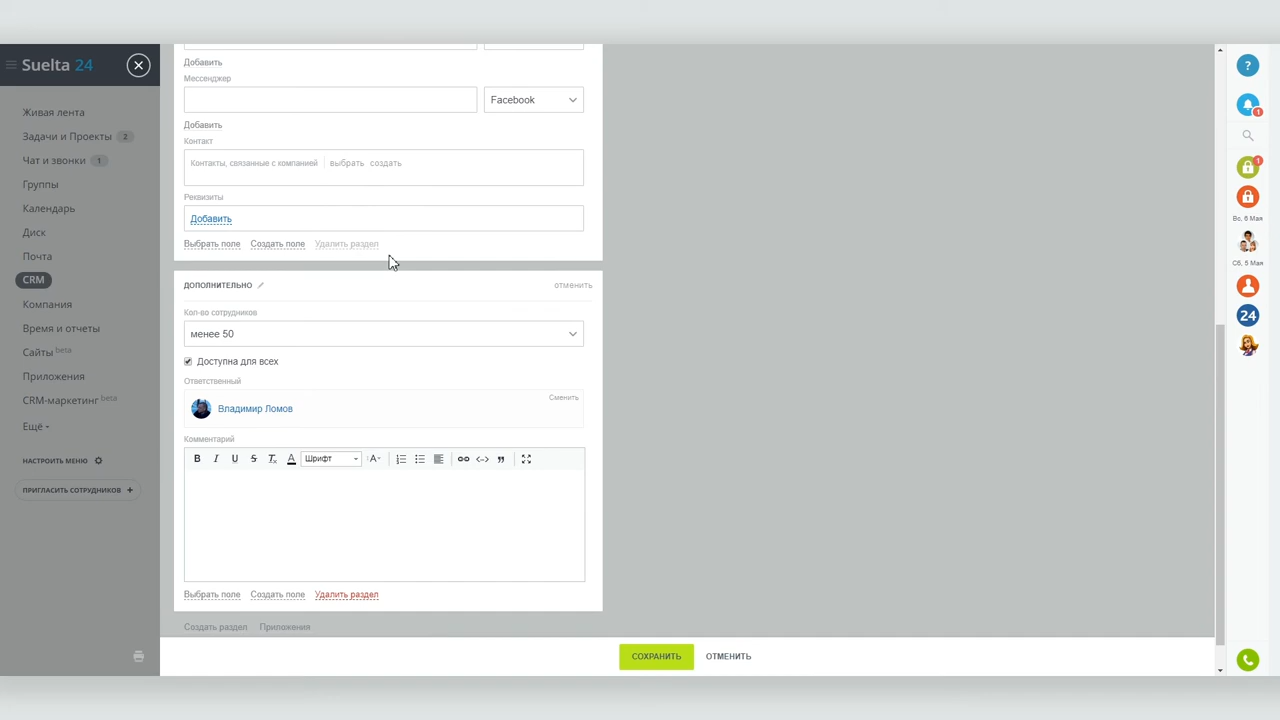 Suelta 24
Живая лента
Задачи и Проекты 2
Чат и звонки 1
Группы
Календарь
Диск
Почта
CRM
Компания
Время и отчеты
Сайты beta
Приложения
CRM-маркетинг beta
Ещё
НАСТРОИТЬ МЕНЮ
ПРИГЛАСИТЬ СОТРУДНИКОВ +
Добавить
Мессенджер
Facebook
Добавить
Контакт
Контакты, связанные с компанией выбрать создать
Реквизиты
Добавить
Выбрать поле Создать поле Удалить раздел
ДОПОЛНИТЕЛЬНО отменить
Кол-во сотрудников
менее 50
Доступна для всех
Ответственный
Владимир Ломов Сменить
Комментарий
B I U S Tx A Шрифт A
Выбрать поле Создать поле Удалить раздел
Создать раздел Приложения
СОХРАНИТЬ ОТМЕНИТЬ
?
1
1
Вс, 6 Мая
Сб, 5 Мая
24